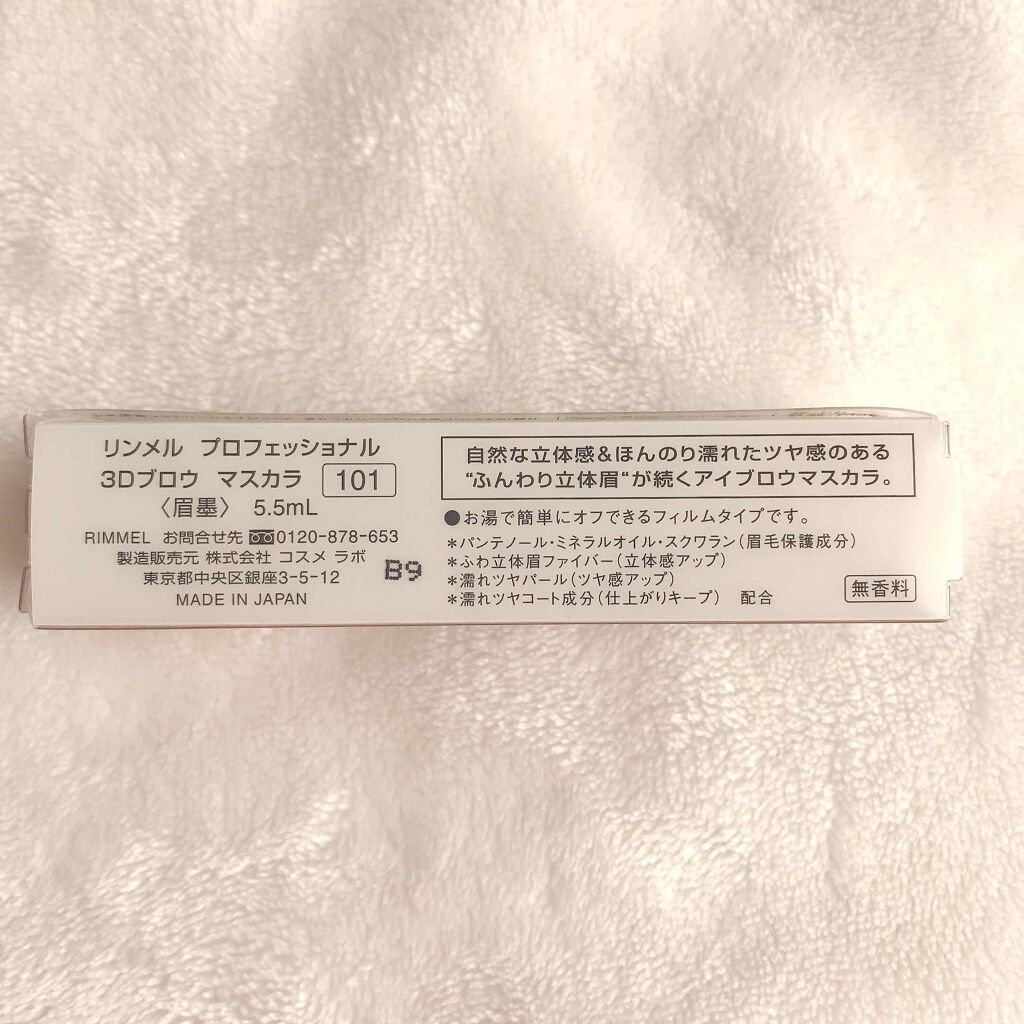 リンメル プロフェッショナル
3Dブロウ マスカラ 101
〈眉墨〉 5.5mL
RIMMEL お問合せ先 0120-878-653
製造販売元 株式会社 コスメ ラボ
東京都中央区銀座3-5-12
MADE IN JAPAN
B9
自然な立体感&ほんのり濡れたツヤ感のある
“ふんわり立体眉“が続くアイブロウマスカラ。
●お湯で簡単にオフできるフィルムタイプです。
*パンテノール・ミネラルオイル・スクワラン(眉毛保護成分)
*ふわ立体眉ファイバー(立体感アップ)
*濡れツヤパール(ツヤ感アップ)
*濡れツヤコート成分(仕上がりキープ) 配合
無香料